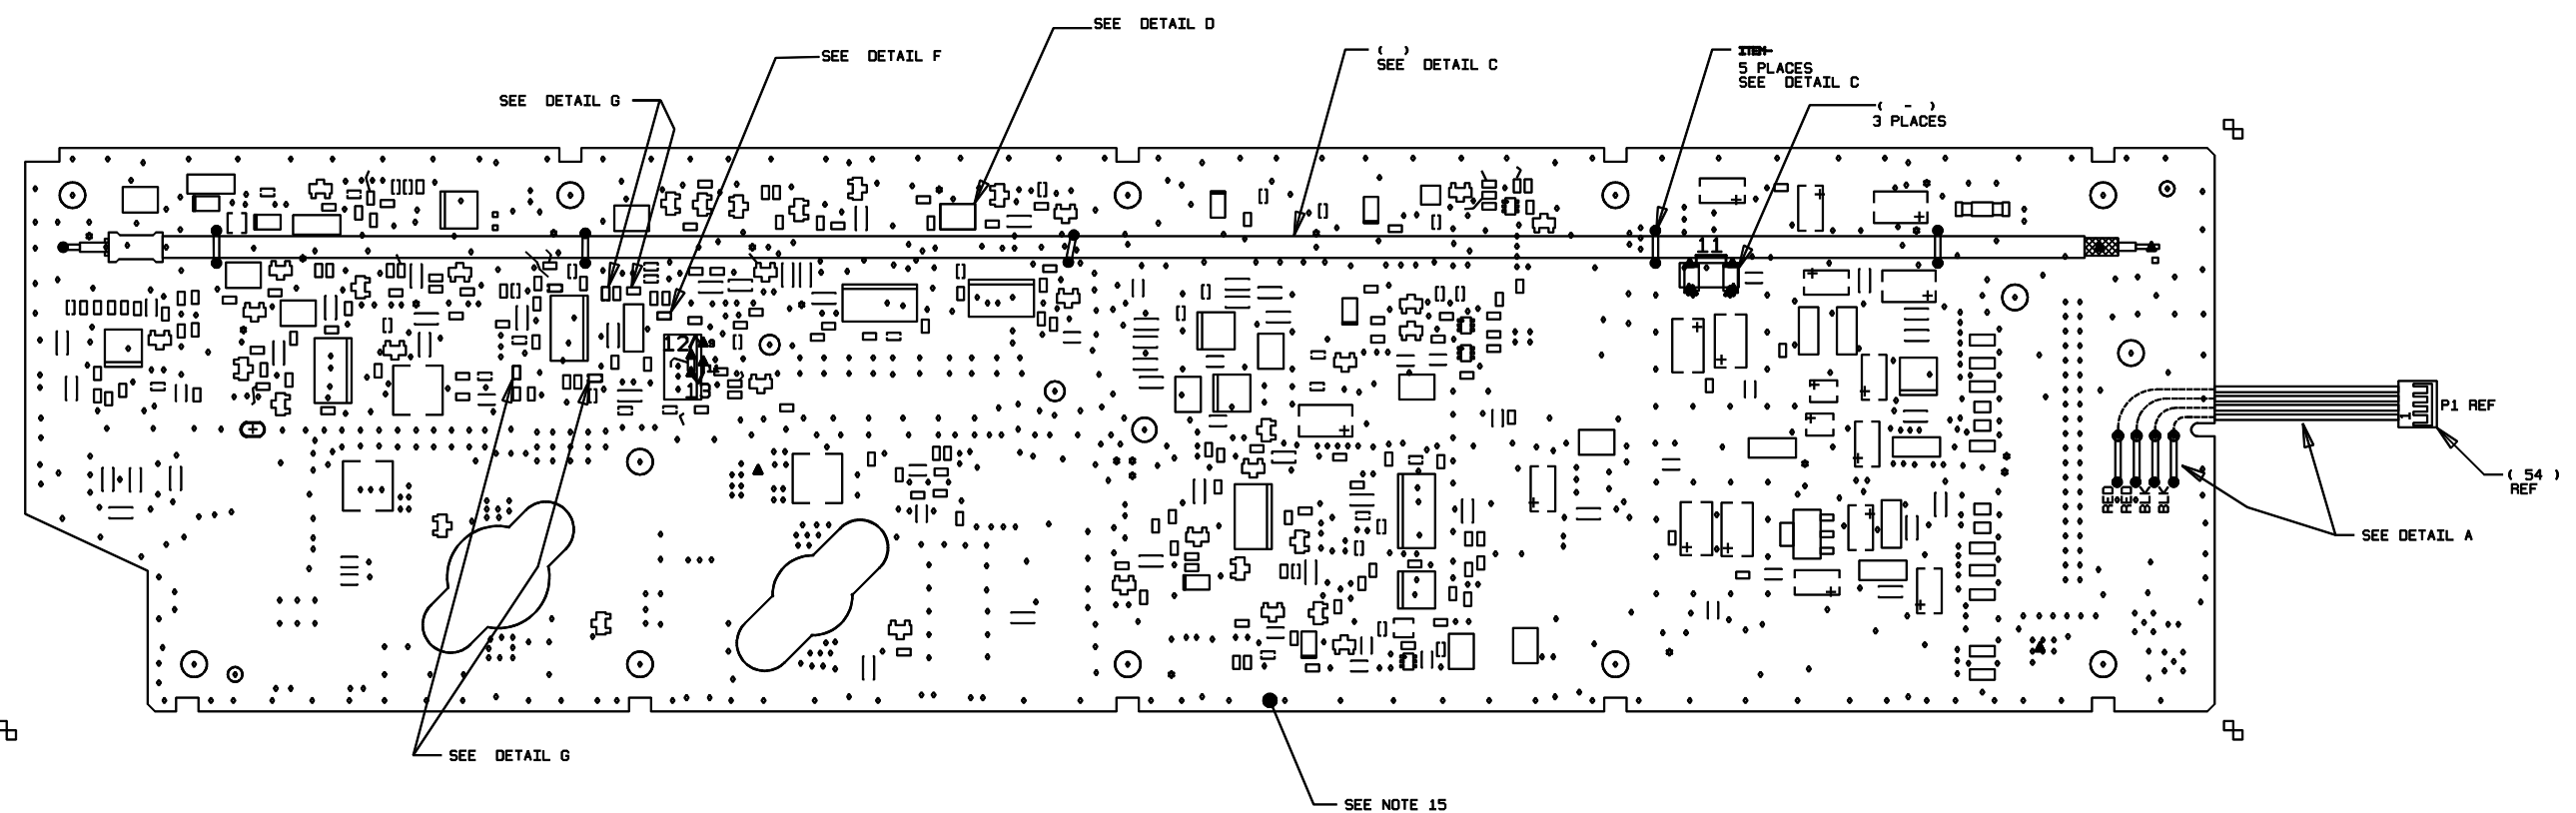 SEE DETAIL D
SEE DETAIL F
( )
SEE DETAIL C
ITEM
5 PLACES
SEE DETAIL C
SEE DETAIL G
( - )
3 PLACES
11
12
13
P1 REF
1
( 54 )
REF
RED
RED
BLK
BLK
SEE DETAIL A
SEE DETAIL G
SEE NOTE 15